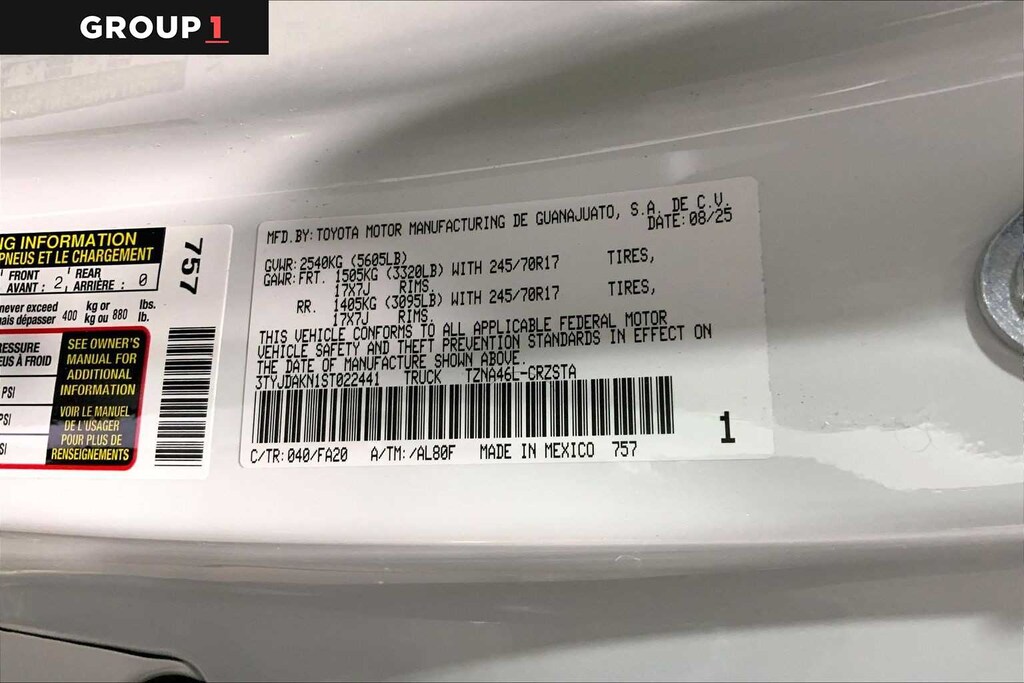 GROUP 1
NG INFORMATION
PNEUS ET LE CHARGEMENT
FRONT 2 REAR 0
AVANT : ARRIÈRE :
never exceed 400 kg or 880 lbs.
mais dépasser kg ou lb.
RESSURE
EUS À FROID
PSI
PSI
SI
SEE OWNER'S
MANUAL FOR
ADDITIONAL
INFORMATION
VOIR LE MANUEL
DE L'USAGER
POUR PLUS DE
RENSEIGNEMENTS
757
MFD.BY:TOYOTA MOTOR MANUFACTURING DE GUANAJUATO, S.A. DE C.V.
DATE:08/25
GVWR:2540KG (5605LB)
GAWR:FRT. 1505KG (3320LB) WITH 245/70R17 TIRES,
17X7J RIMS.
RR. 1405KG (3095LB) WITH 245/70R17 TIRES,
17X7J RIMS.
THIS VEHICLE CONFORMS TO ALL APPLICABLE FEDERAL MOTOR
VEHICLE SAFETY AND THEFT PREVENTION STANDARDS IN EFFECT ON
THE DATE OF MANUFACTURE SHOWN ABOVE.
3TYJDAKN1ST022441 TRUCK TZNA46L-CRZSTA
1
C/TR:040/FA20 A/TM:/AL80F MADE IN MEXICO 757